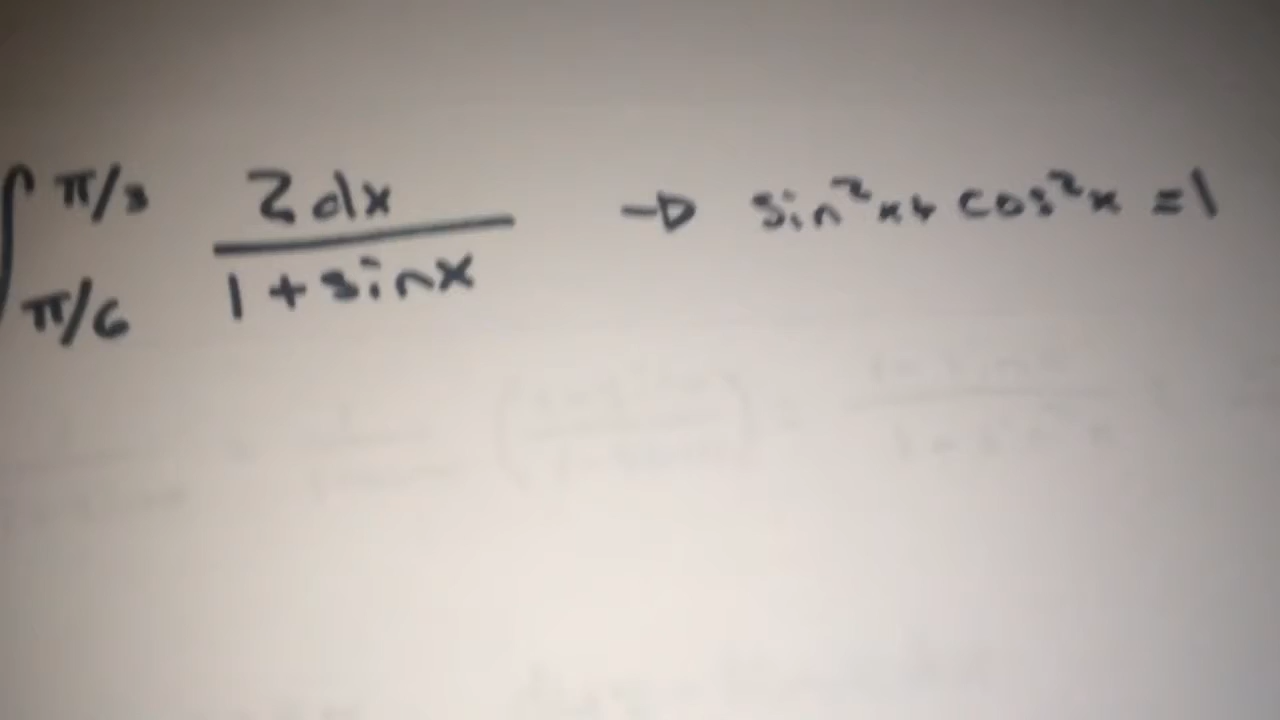 ∫ π/3 π/6 2dx / 1 + sinx → sin²x + cos²x = 1